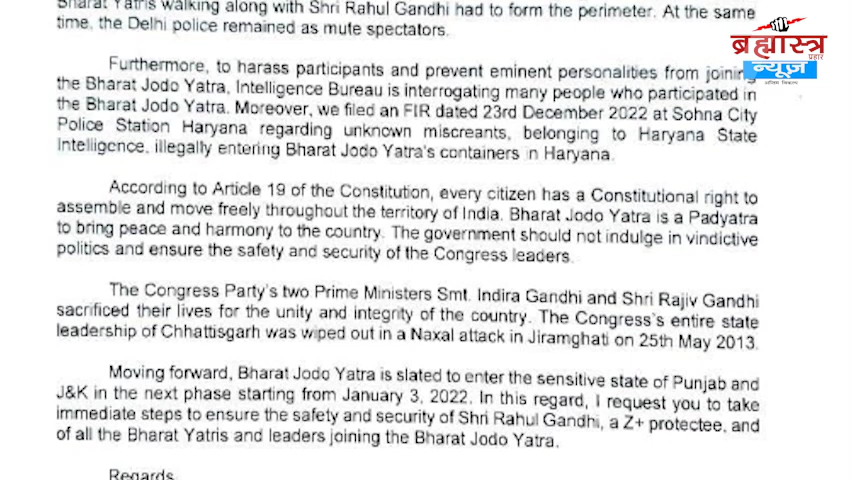 Bharat Yatris walking along with Shri Rahul Gandhi had to form the perimeter. At the same
time, the Delhi police remained as mute spectators.
ब्रह्मास्त्र
प्रहार
न्यूज़
Furthermore, to harass participants and prevent eminent personalities from joining
the Bharat Jodo Yatra, Intelligence Bureau is interrogating many people who participated in
the Bharat Jodo Yatra. Moreover, we filed an FIR dated 23rd December 2022 at Sohna City
Police Station Haryana regarding unknown miscreants, belonging to Haryana State
Intelligence, illegally entering Bharat Jodo Yatra's containers in Haryana.
According to Article 19 of the Constitution, every citizen has a Constitutional right to
assemble and move freely throughout the territory of India. Bharat Jodo Yatra is a Padyatra
to bring peace and harmony to the country. The government should not indulge in vindictive
politics and ensure the safety and security of the Congress leaders.
The Congress Party's two Prime Ministers Smt. Indira Gandhi and Shri Rajiv Gandhi
sacrificed their lives for the unity and integrity of the country. The Congress's entire state
leadership of Chhattisgarh was wiped out in a Naxal attack in Jiramghati on 25th May 2013.
Moving forward, Bharat Jodo Yatra is slated to enter the sensitive state of Punjab and
J&K in the next phase starting from January 3, 2022. In this regard, I request you to take
immediate steps to ensure the safety and security of Shri Rahul Gandhi, a Z+ protectee, and
of all the Bharat Yatris and leaders joining the Bharat Jodo Yatra.
Regards,